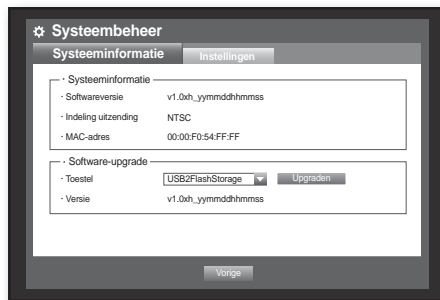 Systeembeheer
Systeeminformatie Instellingen
· Systeeminformatie
· Softwareversie v1.0xh_yymmddhhmmss
· Indeling uitzending NTSC
· MAC-adres 00:00:F0:54:FF:FF
· Software-upgrade
· Toestel USB2FlashStorage Upgraden
· Versie v1.0xh_yymmddhhmmss
Vorige